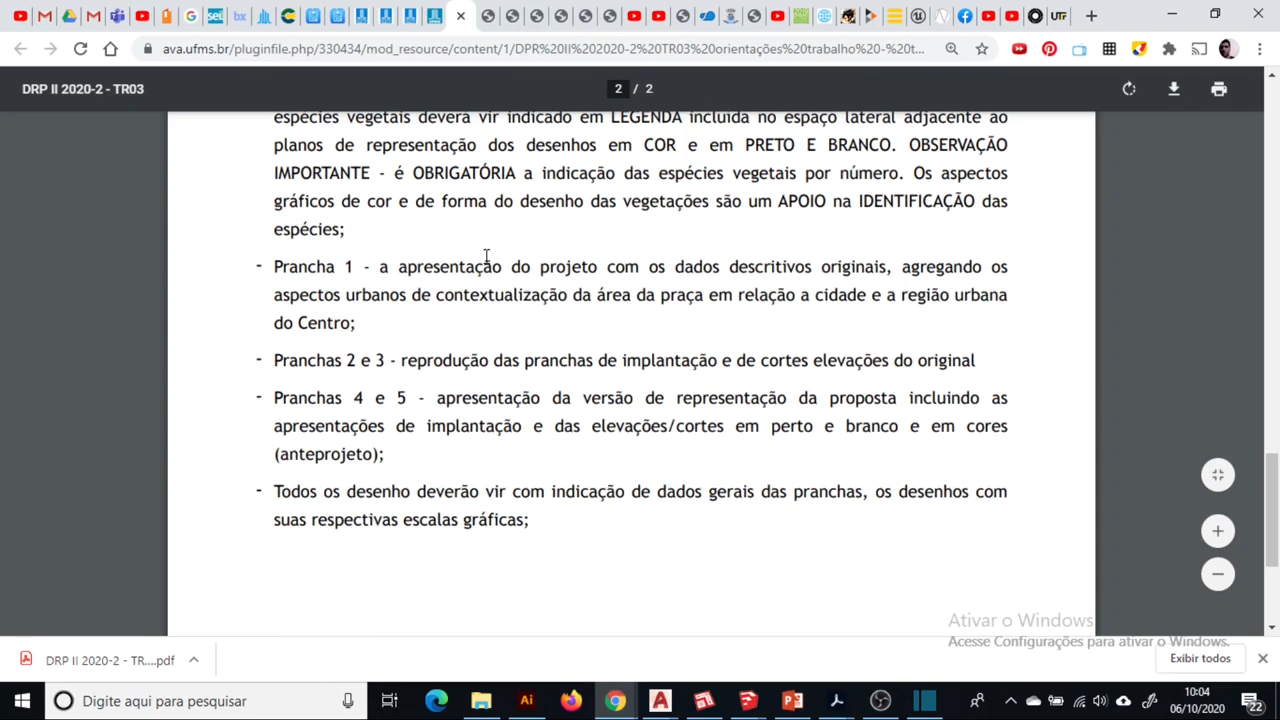 ava.ufms.br/pluginfile.php/330434/mod_resource/content/1/DPR%20II%202020-2%20TR03%20orientações%20trabalho%20-%20t...
DRP II 2020-2 - TR03
2 / 2
espécies vegetais deverá vir indicado em LEGENDA incluída no espaço lateral adjacente ao
planos de representação dos desenhos em COR e em PRETO E BRANCO. OBSERVAÇÃO
IMPORTANTE - é OBRIGATÓRIA a indicação das espécies vegetais por número. Os aspectos
gráficos de cor e de forma do desenho das vegetações são um APOIO na IDENTIFICAÇÃO das
espécies;
- Prancha 1 - a apresentação do projeto com os dados descritivos originais, agregando os
aspectos urbanos de contextualização da área da praça em relação a cidade e a região urbana
do Centro;
- Pranchas 2 e 3 - reprodução das pranchas de implantação e de cortes elevações do original
- Pranchas 4 e 5 - apresentação da versão de representação da proposta incluindo as
apresentações de implantação e das elevações/cortes em perto e branco e em cores
(anteprojeto);
- Todos os desenho deverão vir com indicação de dados gerais das pranchas, os desenhos com
suas respectivas escalas gráficas;
Ativar o Windows
Acesse Configurações para ativar o Windows.
DRP II 2020-2 - TR....pdf
Exibir todos
Digite aqui para pesquisar
10:04
06/10/2020
22